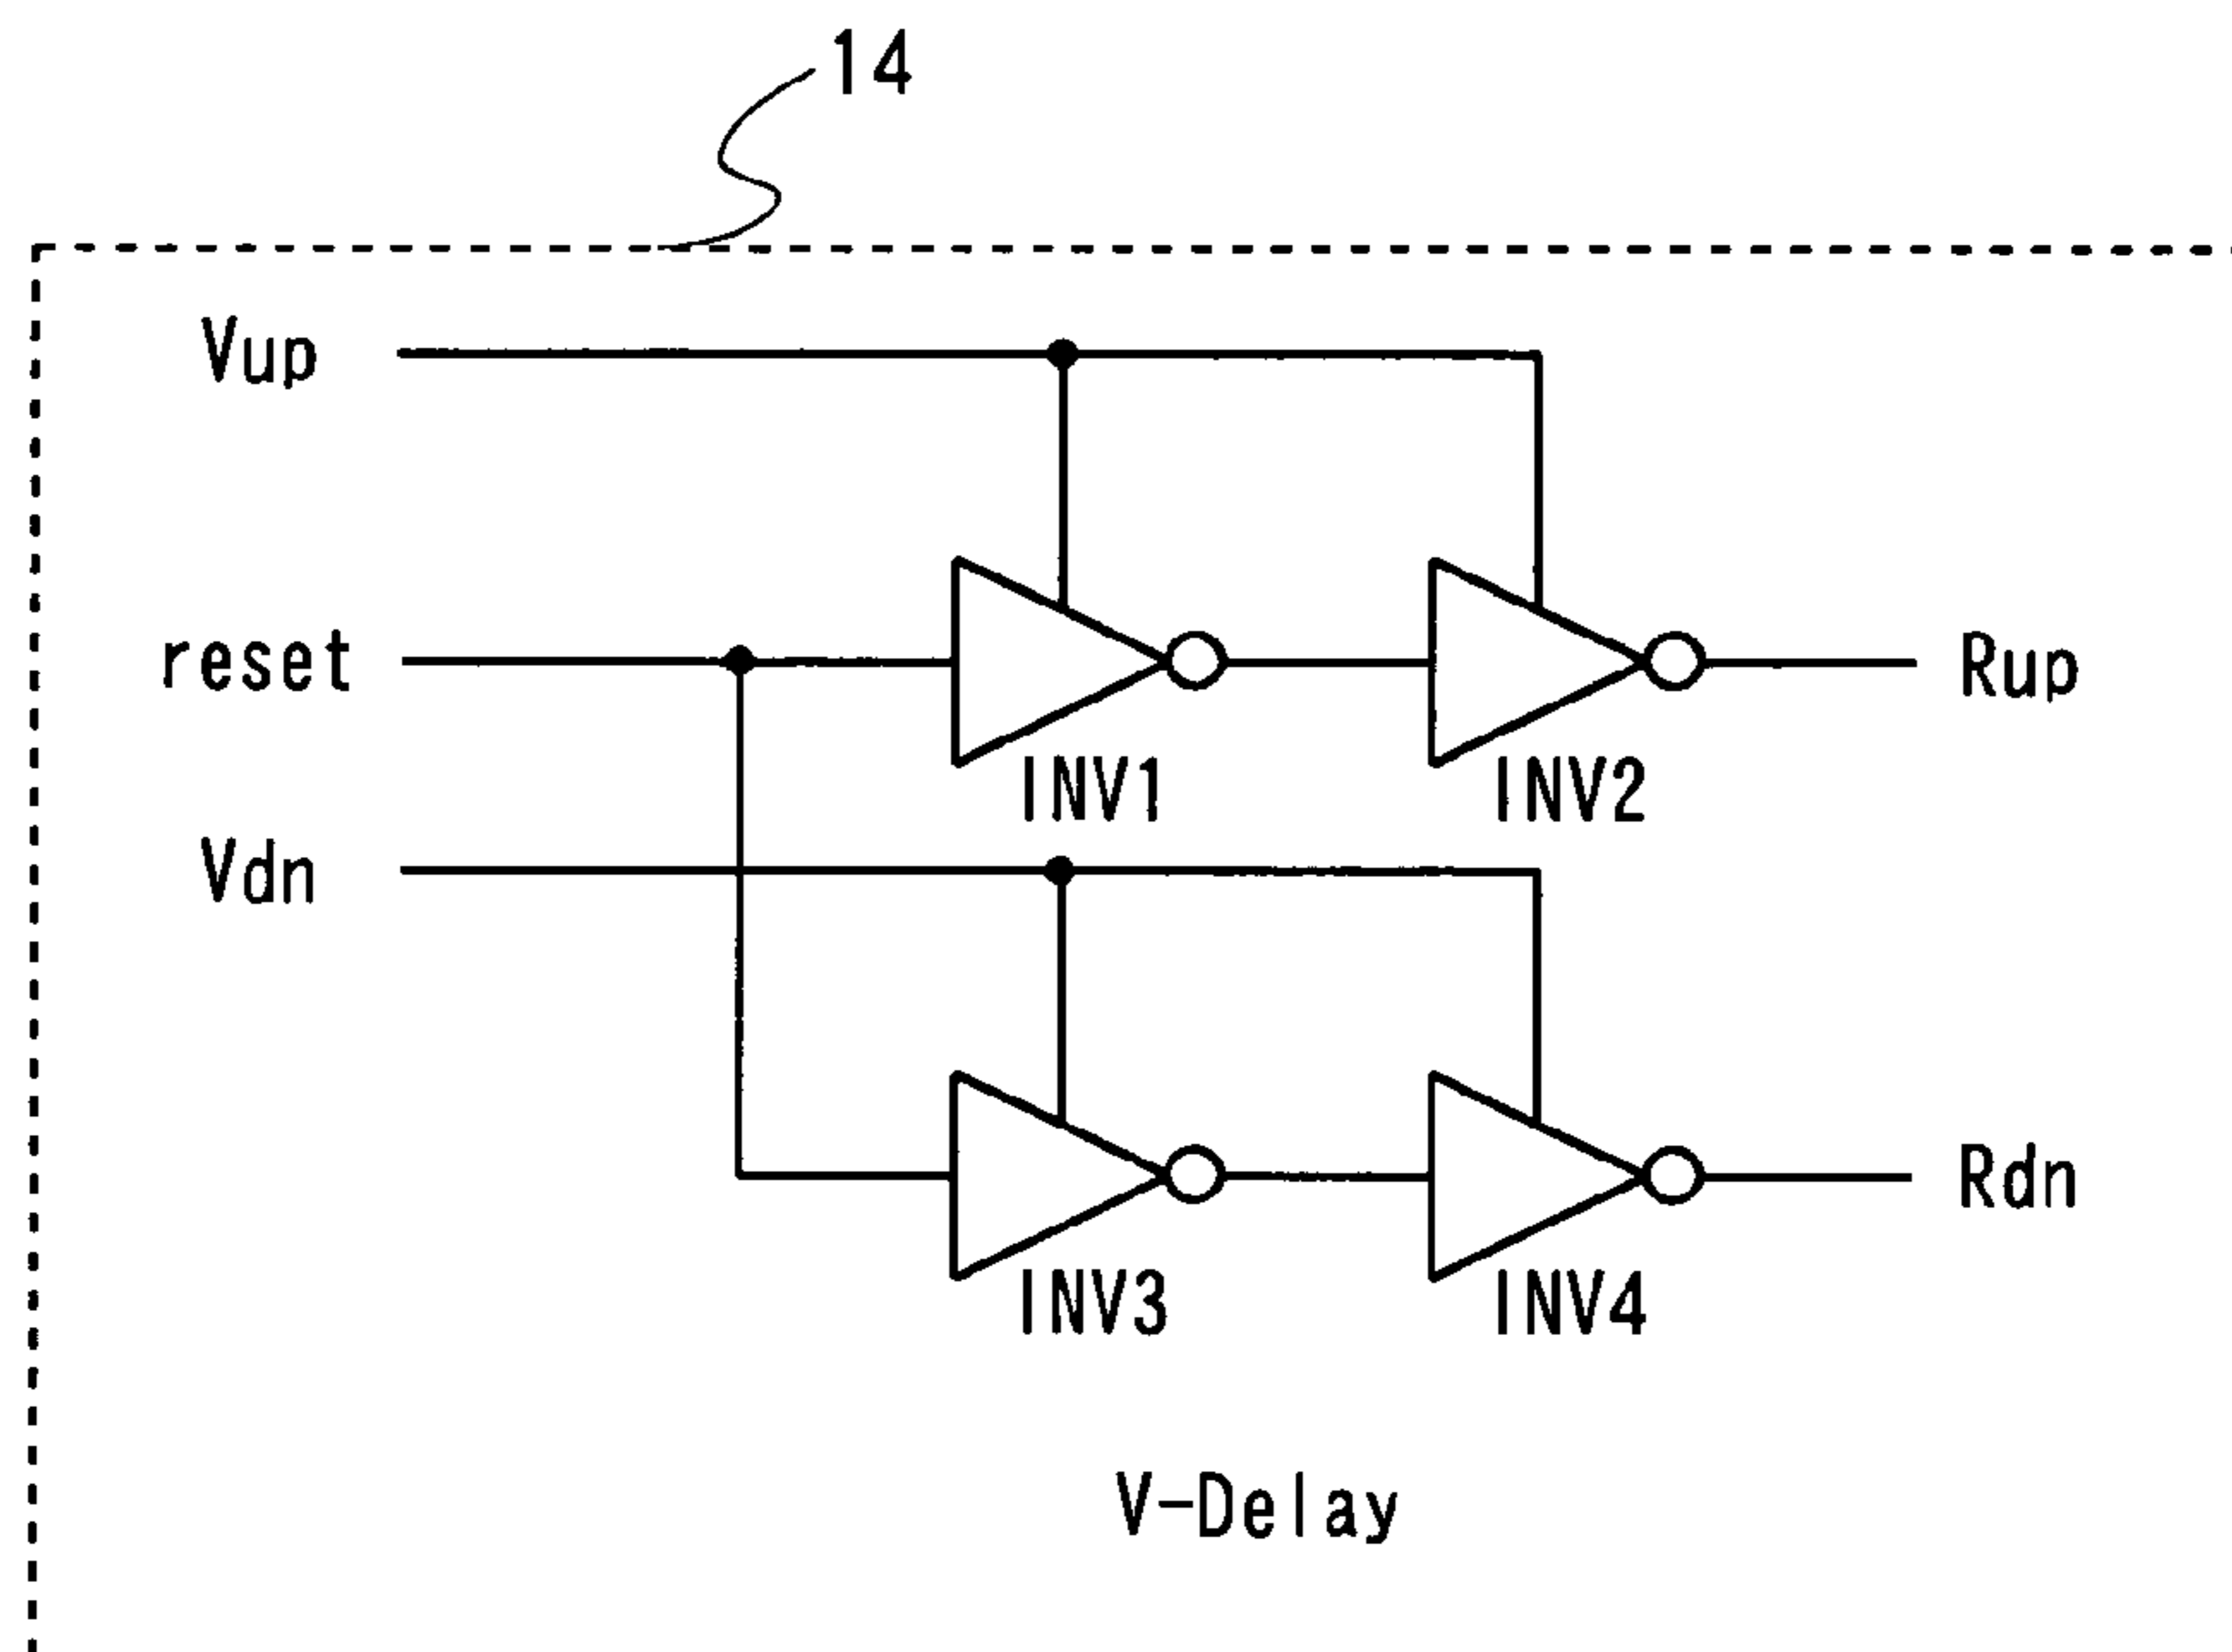 14
Vup
reset
Rup
INV1
INV2
Vdn
Rdn
INV3
INV4
V-Delay